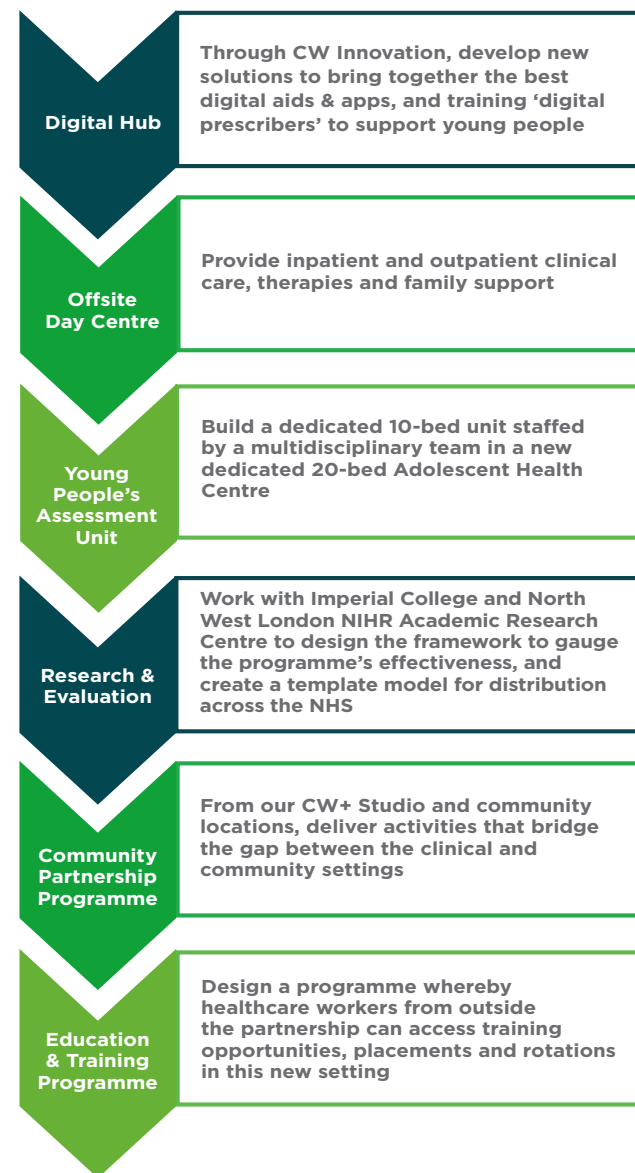 Digital Hub
Through CW Innovation, develop new
solutions to bring together the best
digital aids & apps, and training ‘digital
prescribers’ to support young people
Offsite
Day Centre
Provide inpatient and outpatient clinical
care, therapies and family support
Young
People’s
Assessment
Unit
Build a dedicated 10-bed unit staffed
by a multidisciplinary team in a new
dedicated 20-bed Adolescent Health
Centre
Research &
Evaluation
Work with Imperial College and North
West London NIHR Academic Research
Centre to design the framework to gauge
the programme’s effectiveness, and
create a template model for distribution
across the NHS
Community
Partnership
Programme
From our CW+ Studio and community
locations, deliver activities that bridge
the gap between the clinical and
community settings
Education
& Training
Programme
Design a programme whereby
healthcare workers from outside
the partnership can access training
opportunities, placements and rotations
in this new setting